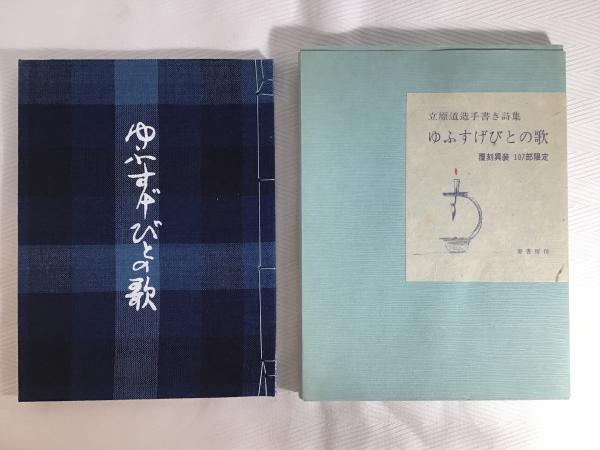 ゆふすげびとの歌
立原道造手書き詩集
ゆふすげびとの歌
覆刻異装 107部限定